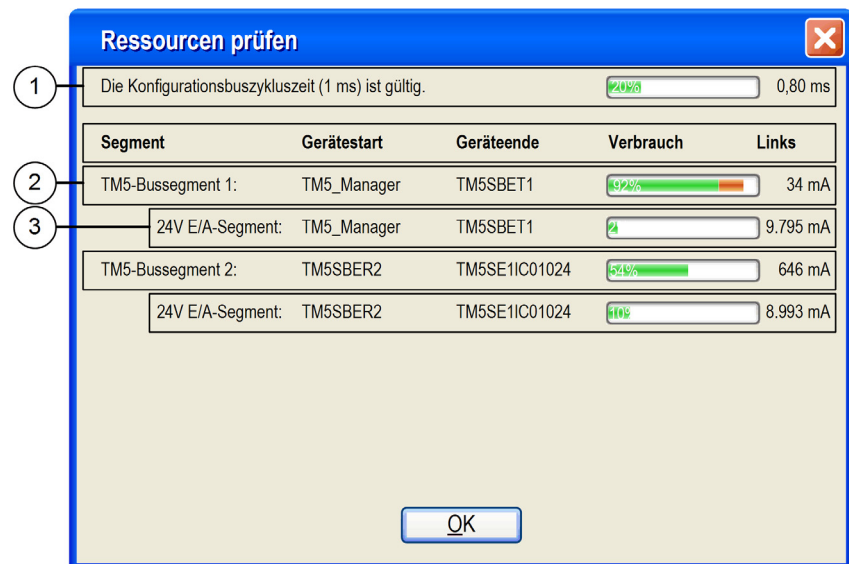 Ressourcen prüfen
1 Die Konfigurationsbuszykluszeit (1 ms) ist gültig. 20% 0,80 ms
Segment Gerätestart Geräteende Verbrauch Links
2 TM5-Bussegment 1: TM5_Manager TM5SBET1 92% 34 mA
3 24V E/A-Segment: TM5_Manager TM5SBET1 2 9.795 mA
TM5-Bussegment 2: TM5SBER2 TM5SE1IC01024 54% 646 mA
24V E/A-Segment: TM5SBER2 TM5SE1IC01024 10% 8.993 mA
OK